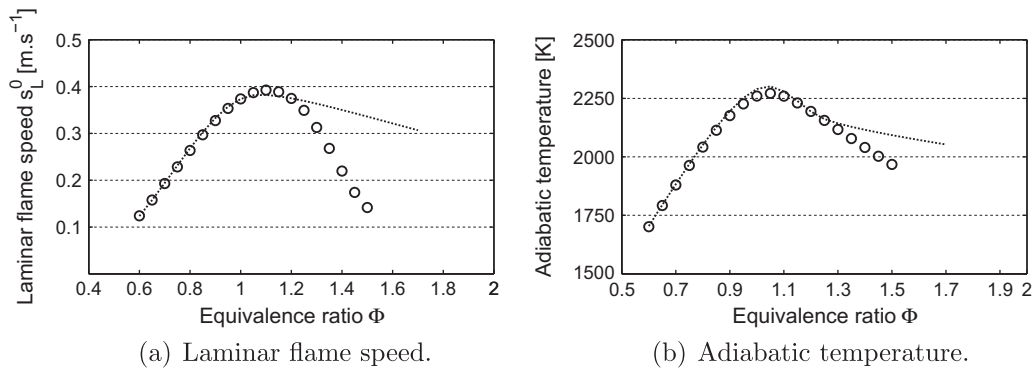 Laminar flame speed s_L^0 [m.s^−1]
0.5
0.4
0.3
0.2
0.1
0.4 0.6 0.8 1.0 1.2 1.4 1.6 1.8 2
Equivalence ratio Φ
(a) Laminar flame speed.
Adiabatic temperature [K]
2500
2250
2000
1750
1500
0.5 0.7 0.9 1.1 1.3 1.5 1.7 1.9 2
Equivalence ratio Φ
(b) Adiabatic temperature.